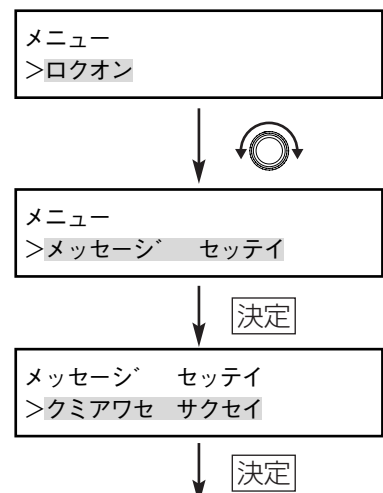 メニュー
>ロクオン
メニュー
>メッセージ　セッテイ
決定
メッセージ　セッテイ
>クミアワセ　サクセイ
決定